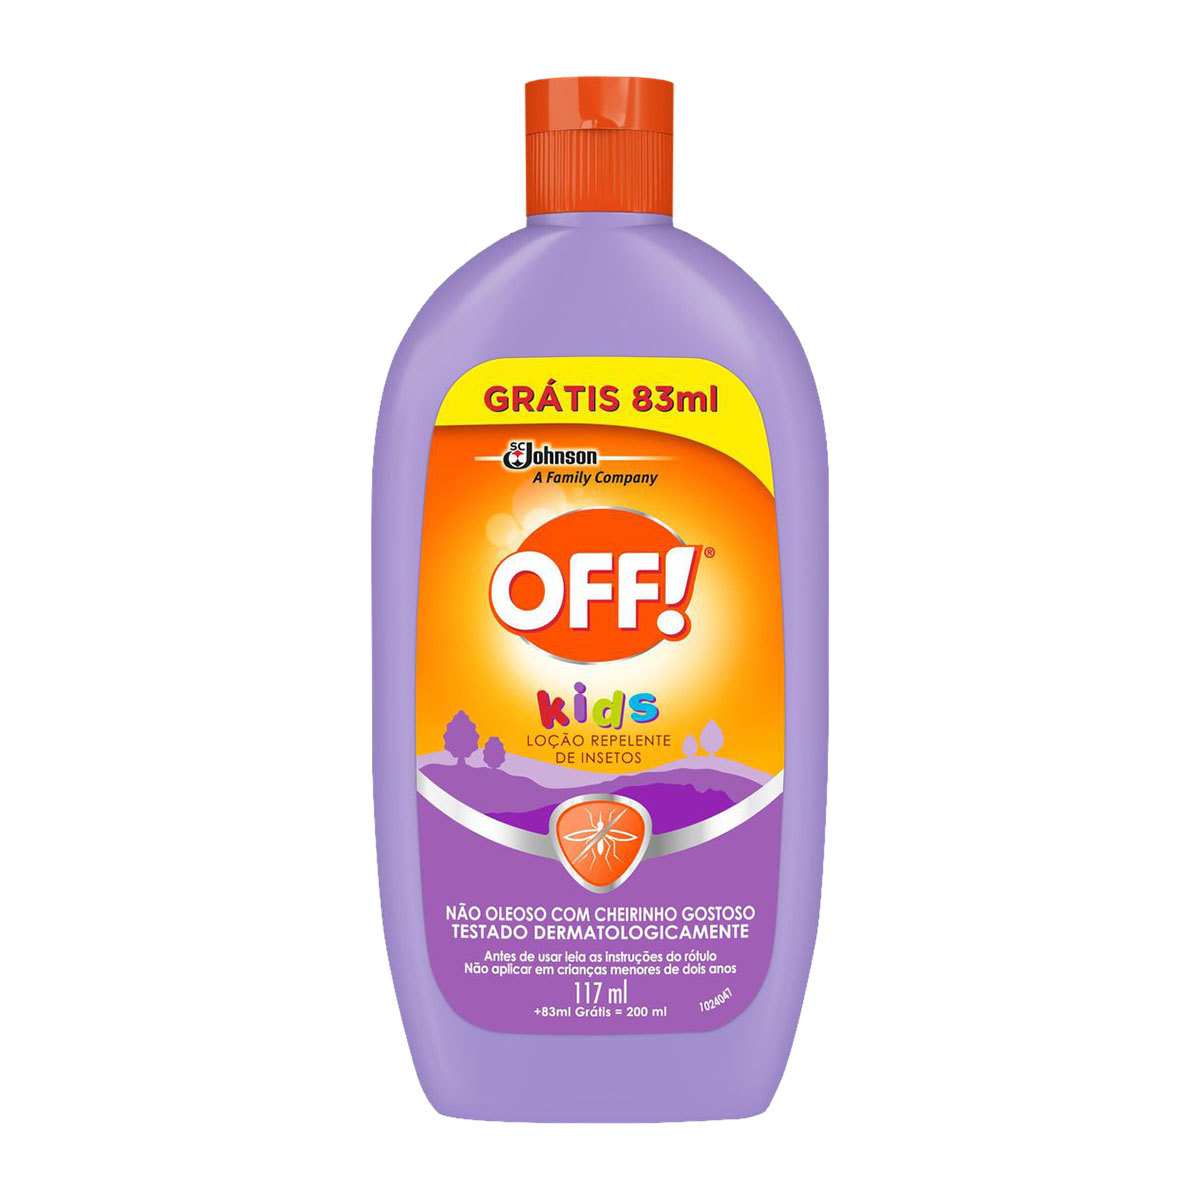 GRÁTIS 83ml
SC Johnson
A Family Company
OFF!®
kids
LOÇÃO REPELENTE
DE INSETOS
NÃO OLEOSO COM CHEIRINHO GOSTOSO
TESTADO DERMATOLOGICAMENTE
Antes de usar leia as instruções do rótulo
Não aplicar em crianças menores de dois anos
117 ml
+83ml Grátis = 200 ml
1024047